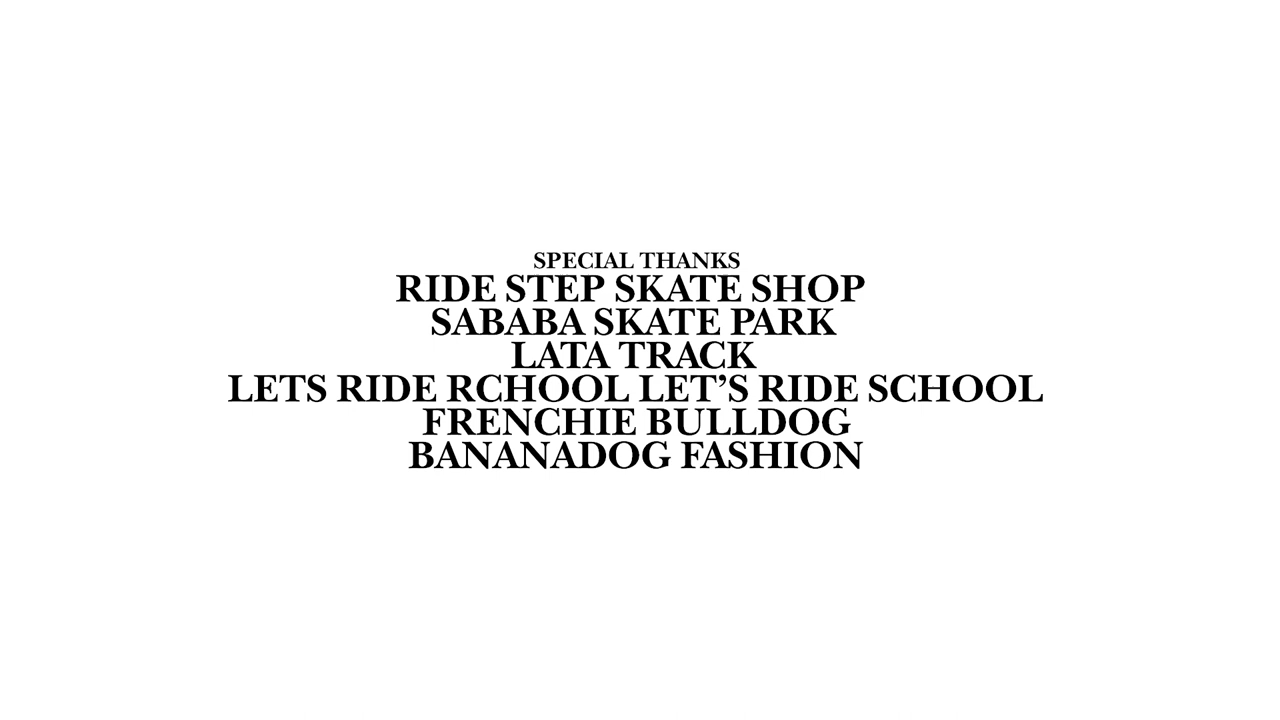 SPECIAL THANKS
RIDE STEP SKATE SHOP
SABABA SKATE PARK
LATA TRACK
LETS RIDE RCHOOL LET’S RIDE SCHOOL
FRENCHIE BULLDOG
BANANADOG FASHION